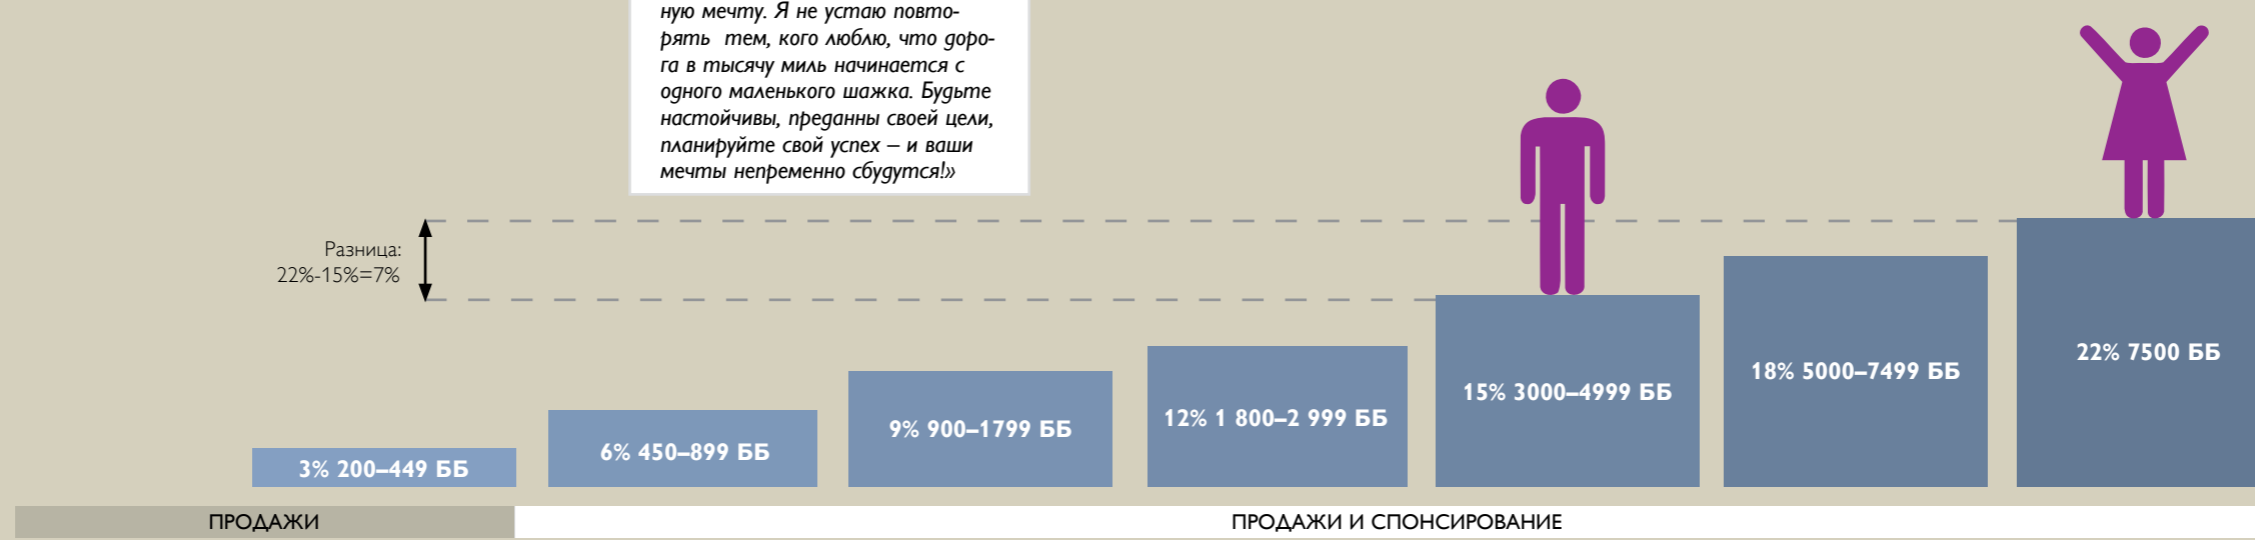 ную мечту. Я не устаю повто-
рять тем, кого люблю, что доро-
га в тысячу миль начинается с
одного маленького шажка. Будьте
настойчивы, преданны своей цели,
планируйте свой успех – и ваши
мечты непременно сбудутся!»
Разница:
22%-15%=7%
3% 200–449 ББ
6% 450–899 ББ
9% 900–1799 ББ
12% 1 800–2 999 ББ
15% 3000–4999 ББ
18% 5000–7499 ББ
22% 7500 ББ
ПРОДАЖИ
ПРОДАЖИ И СПОНСИРОВАНИЕ